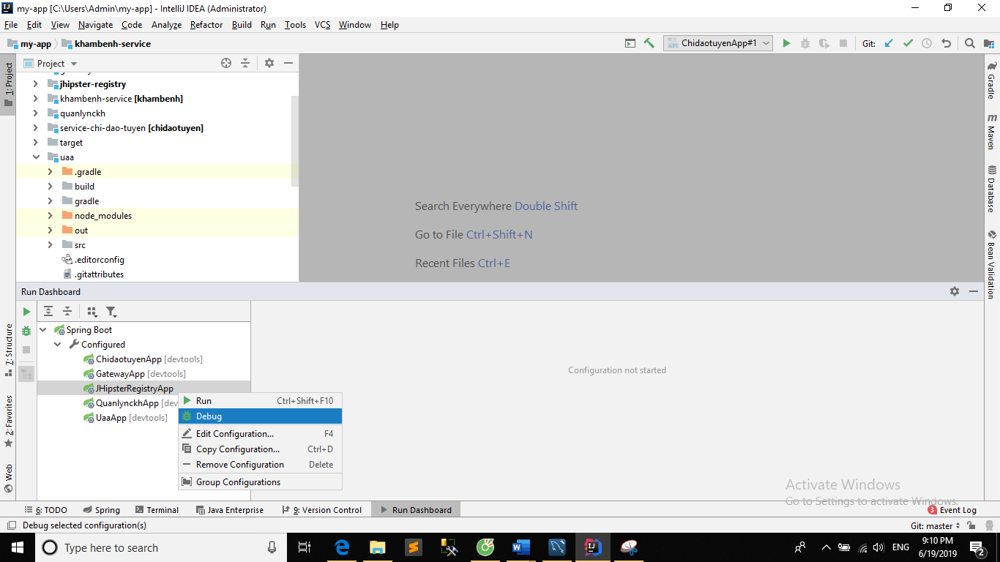 my-app [C:\Users\Admin\my-app] - IntelliJ IDEA (Administrator)
File Edit View Navigate Code Analyze Refactor Build Run Tools VCS Window Help
my-app khambenh-service ChidaotuyenApp#1 Git:
1: Project
Project
jhipster-registry
khambenh-service [khambenh]
quanlynckh
service-chi-dao-tuyen [chidaotuyen]
target
uaa
.gradle
build
gradle
node_modules
out
src
.editorconfig
.gitattributes
Search Everywhere Double Shift
Go to File Ctrl+Shift+N
Recent Files Ctrl+E
Gradle
m
Maven
Database
Bean Validation
Run Dashboard
Spring Boot
Configured
ChidaotuyenApp [devtools]
GatewayApp [devtools]
JHipsterRegistryApp
QuanlynckhApp [dev
UaaApp [devtools]
Run Ctrl+Shift+F10
Debug
Edit Configuration... F4
Copy Configuration... Ctrl+D
Remove Configuration Delete
Group Configurations
Configuration not started
Z: Structure
2: Favorites
Web
Activate Windows
Go to Settings to activate Windows.
6: TODO Spring Terminal Java Enterprise 9: Version Control Run Dashboard 3 Event Log
Debug selected configuration(s) Git: master
Type here to search
ENG
9:10 PM
6/19/2019
2